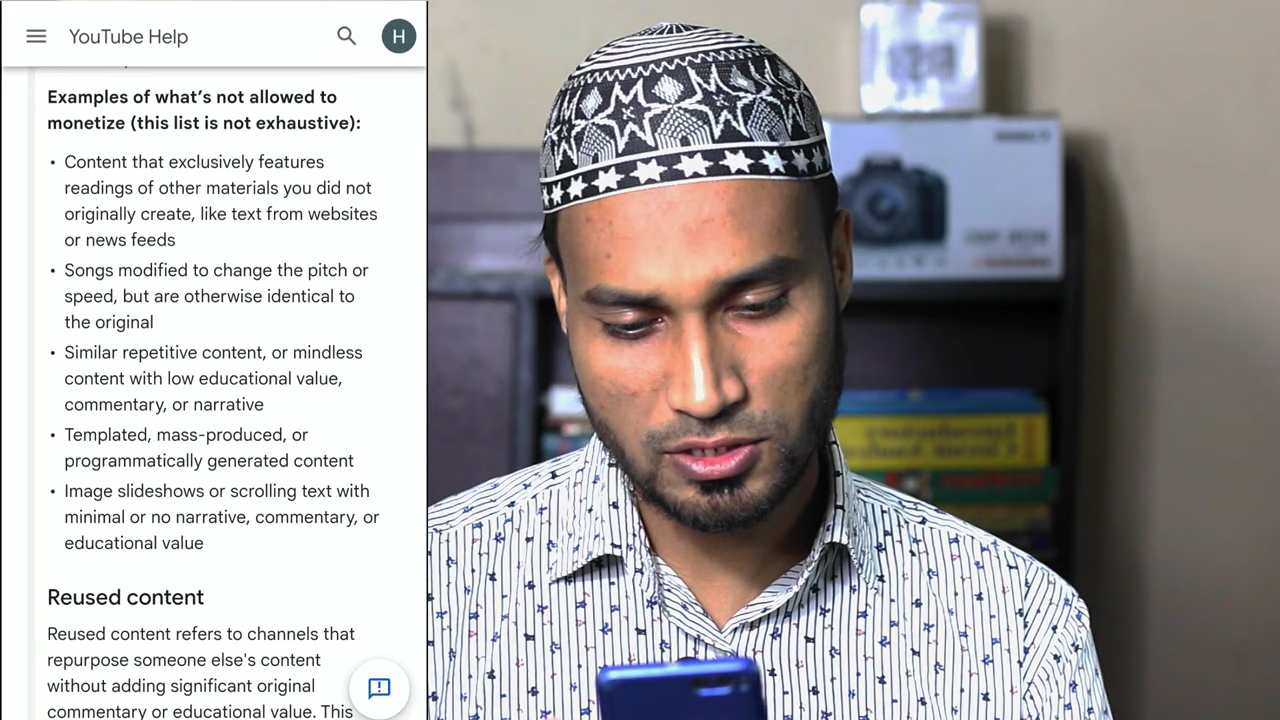 YouTube Help
H
Examples of what's not allowed to
monetize (this list is not exhaustive):
• Content that exclusively features
readings of other materials you did not
originally create, like text from websites
or news feeds
• Songs modified to change the pitch or
speed, but are otherwise identical to
the original
• Similar repetitive content, or mindless
content with low educational value,
commentary, or narrative
• Templated, mass-produced, or
programmatically generated content
• Image slideshows or scrolling text with
minimal or no narrative, commentary, or
educational value
Reused content
Reused content refers to channels that
repurpose someone else's content
without adding significant original
commentary or educational value. This